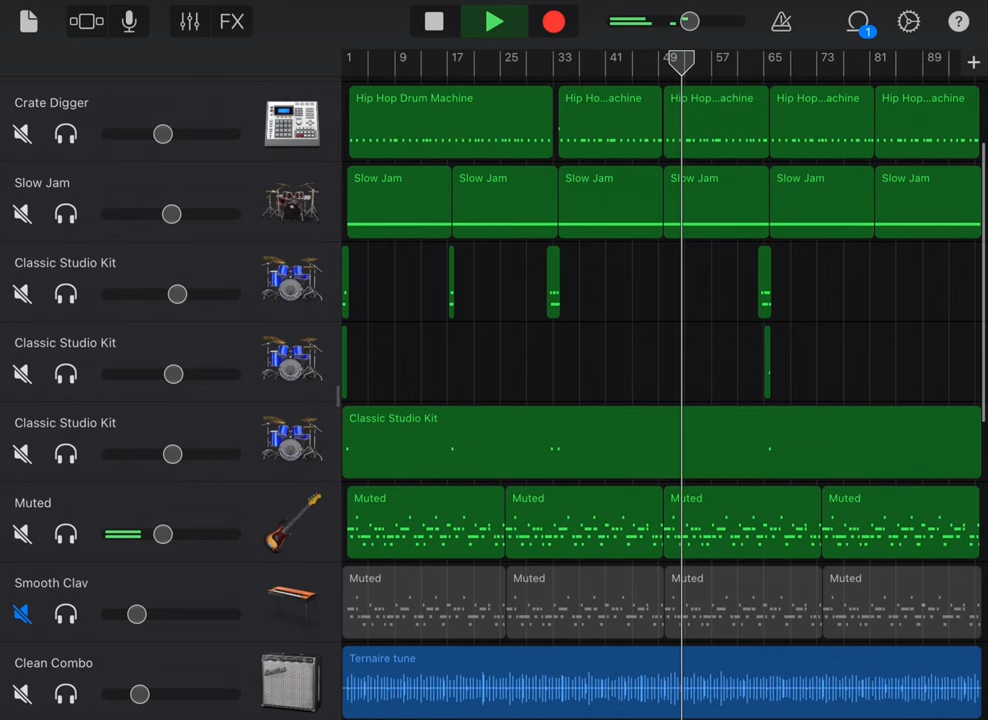 FX
1
1 9 17 25 33 41 49 57 65 73 81 89
Crate Digger
Hip Hop Drum Machine Hip Ho...achine Hip Hop...achine Hip Hop...achine Hip Hop...achine
Slow Jam
Slow Jam Slow Jam Slow Jam Slow Jam Slow Jam Slow Jam
Classic Studio Kit
Classic Studio Kit
Classic Studio Kit
Classic Studio Kit
Muted
Muted Muted Muted Muted
Smooth Clav
Muted Muted Muted Muted
Clean Combo
Ternaire tune